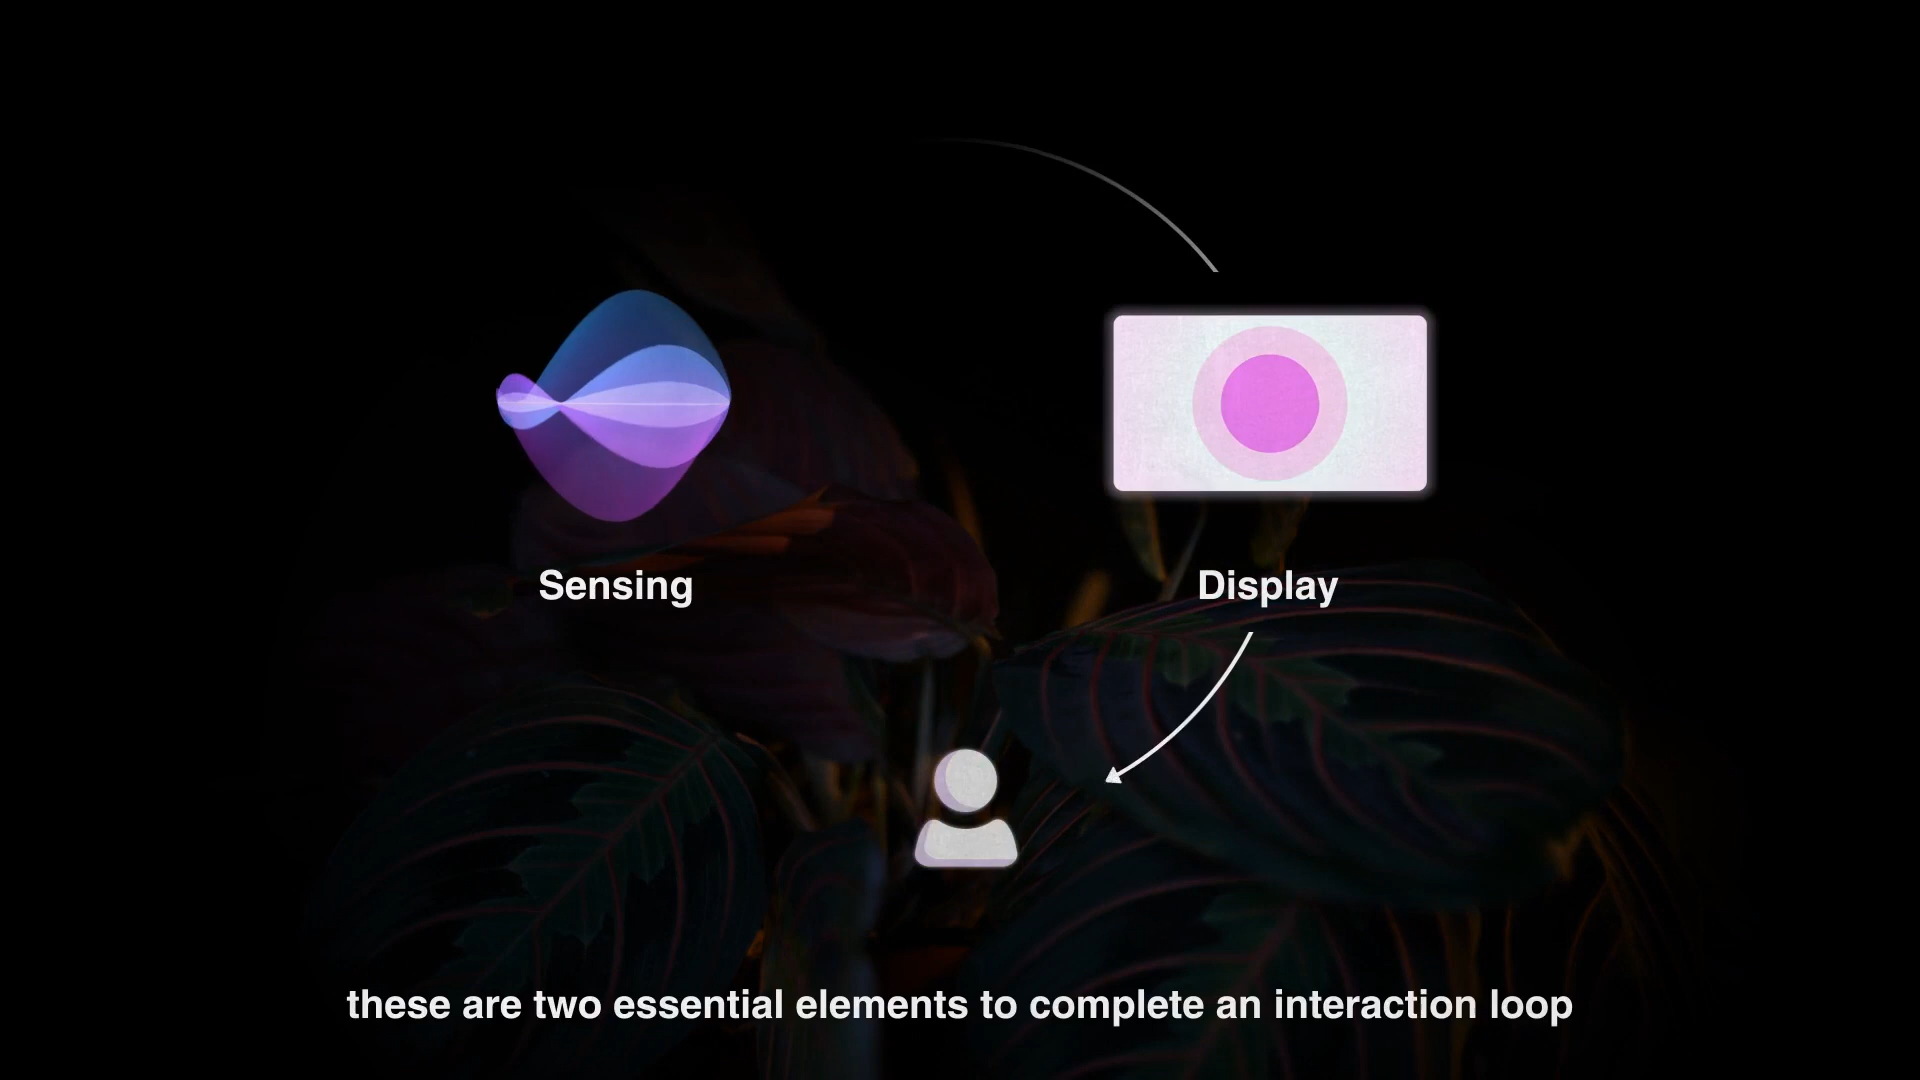 Sensing
Display
these are two essential elements to complete an interaction loop